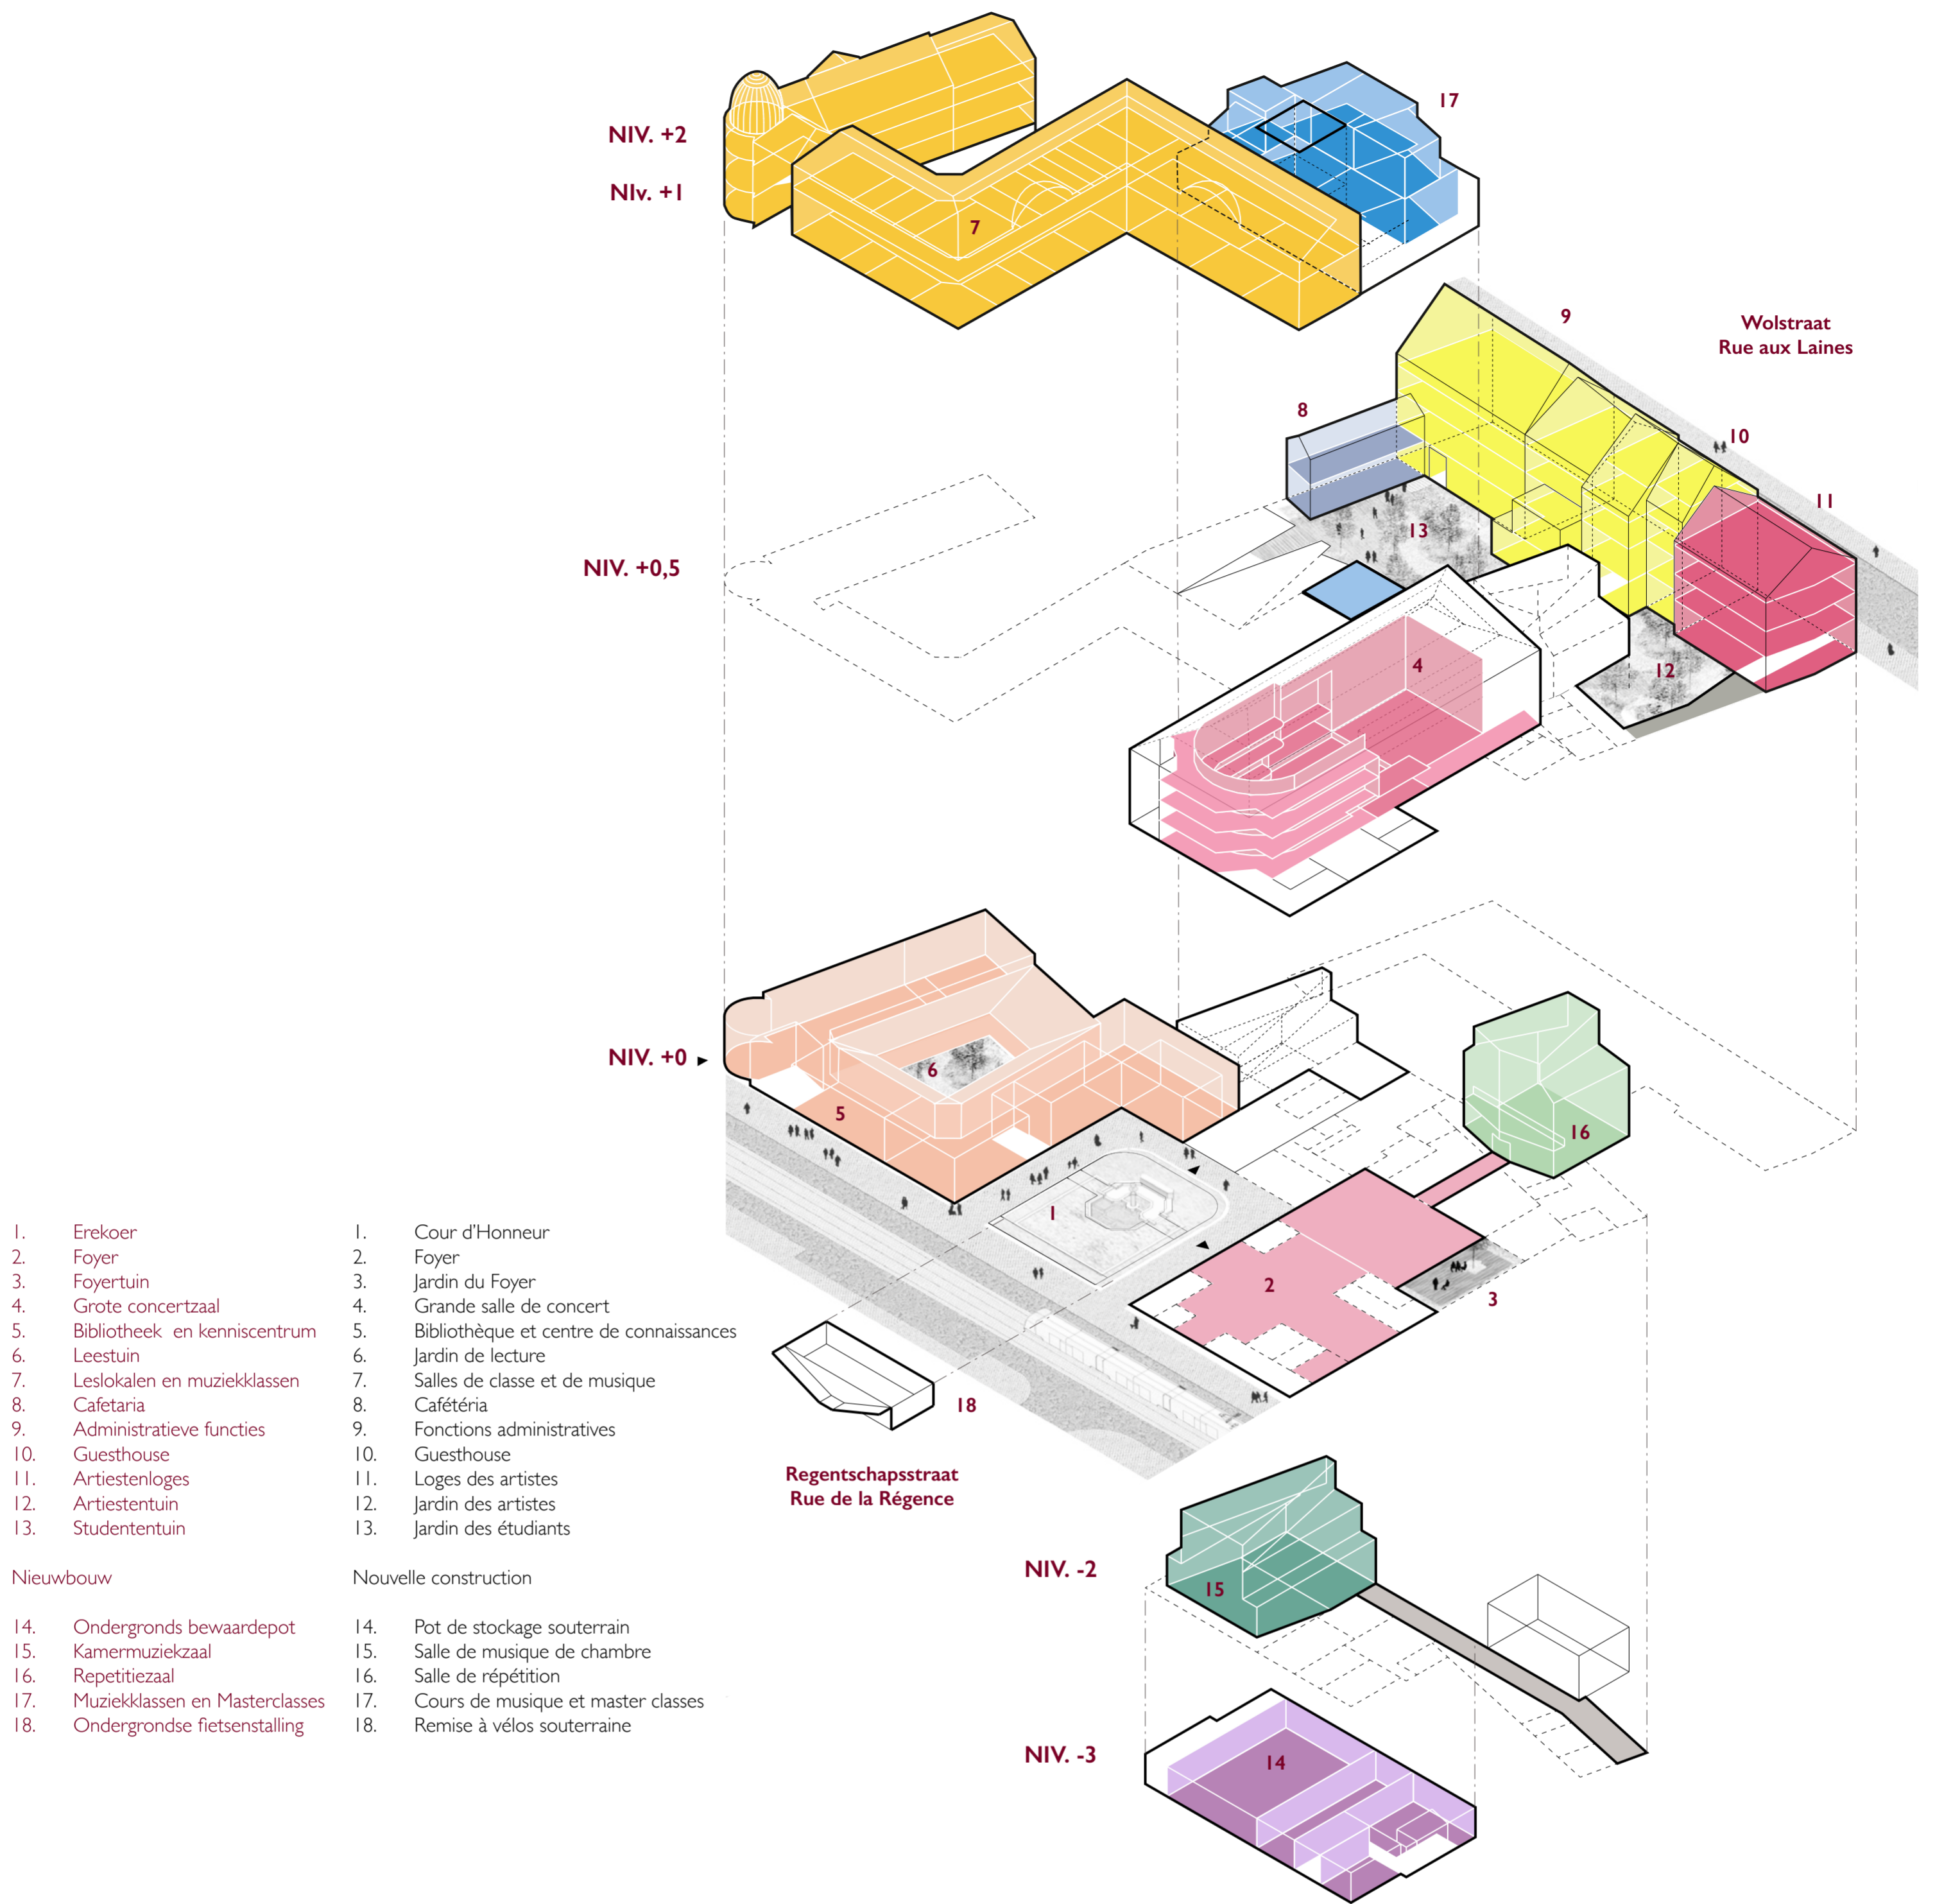 17
NIV. +2
NIv. +1
7
9
Wolstraat
Rue aux Laines
8
10
11
13
NIV. +0,5
4
12
NIV. +0
6
5
16
1
2
3
18
Regentschapsstraat
Rue de la Régence
1. Erekoer
2. Foyer
3. Foyertuin
4. Grote concertzaal
5. Bibliotheek en kenniscentrum
6. Leestuin
7. Leslokalen en muziekklassen
8. Cafetaria
9. Administratieve functies
10. Guesthouse
11. Artiestenloges
12. Artiestentuin
13. Studententuin
Nieuwbouw
14. Ondergronds bewaardepot
15. Kamermuziekzaal
16. Repetitiezaal
17. Muziekklassen en Masterclasses
18. Ondergrondse fietsenstalling
1. Cour d'Honneur
2. Foyer
3. Jardin du Foyer
4. Grande salle de concert
5. Bibliothèque et centre de connaissances
6. Jardin de lecture
7. Salles de classe et de musique
8. Cafétéria
9. Fonctions administratives
10. Guesthouse
11. Loges des artistes
12. Jardin des artistes
13. Jardin des étudiants
Nouvelle construction
14. Pot de stockage souterrain
15. Salle de musique de chambre
16. Salle de répétition
17. Cours de musique et master classes
18. Remise à vélos souterraine
NIV. -2
15
NIV. -3
14